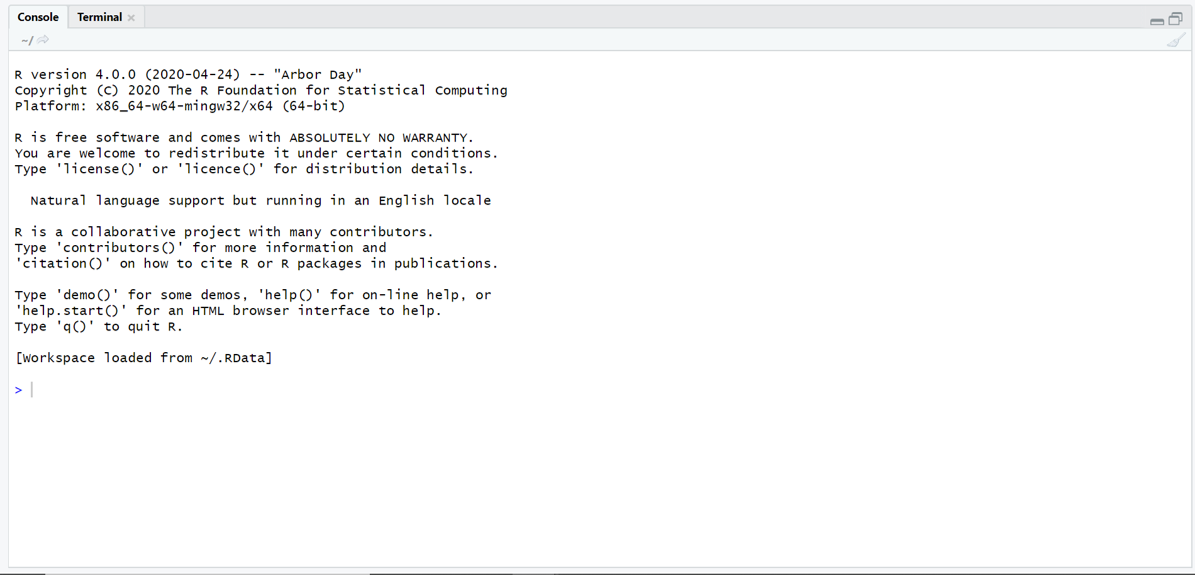 Console Terminal
~/
R version 4.0.0 (2020-04-24) -- "Arbor Day"
Copyright (C) 2020 The R Foundation for Statistical Computing
Platform: x86_64-w64-mingw32/x64 (64-bit)
R is free software and comes with ABSOLUTELY NO WARRANTY.
You are welcome to redistribute it under certain conditions.
Type 'license()' or 'licence()' for distribution details.
Natural language support but running in an English locale
R is a collaborative project with many contributors.
Type 'contributors()' for more information and
'citation()' on how to cite R or R packages in publications.
Type 'demo()' for some demos, 'help()' for on-line help, or
'help.start()' for an HTML browser interface to help.
Type 'q()' to quit R.
[Workspace loaded from ~/.RData]
>